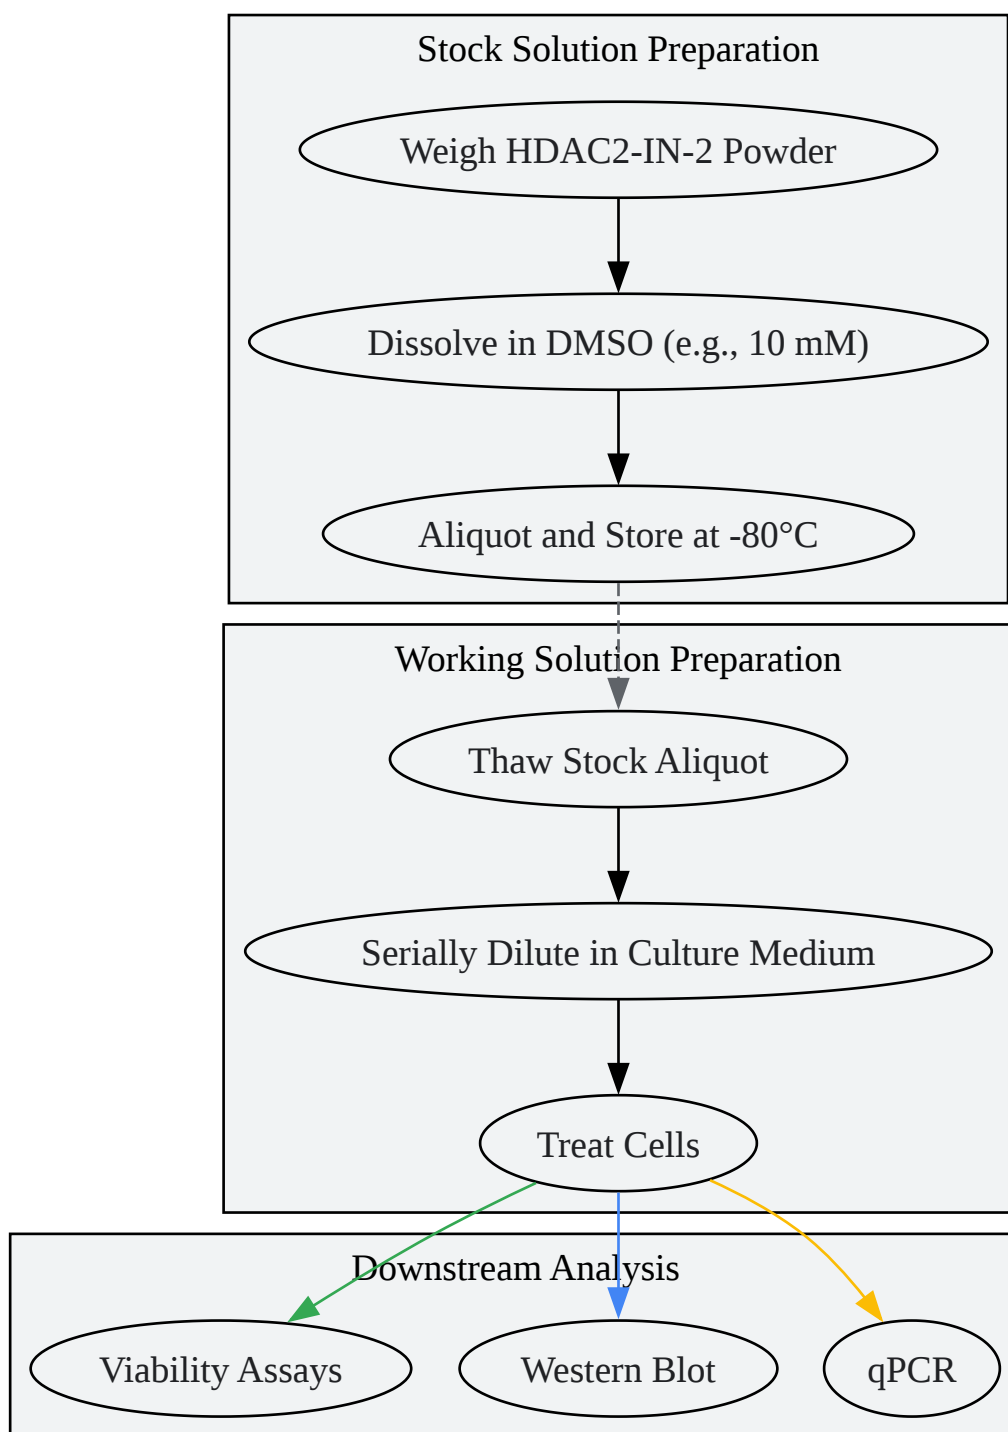 Stock Solution Preparation
Weigh HDAC2-IN-2 Powder
Dissolve in DMSO (e.g., 10 mM)
Aliquot and Store at -80°C
Working Solution Preparation
Thaw Stock Aliquot
Serially Dilute in Culture Medium
Treat Cells
Downstream Analysis
Viability Assays
Western Blot
qPCR